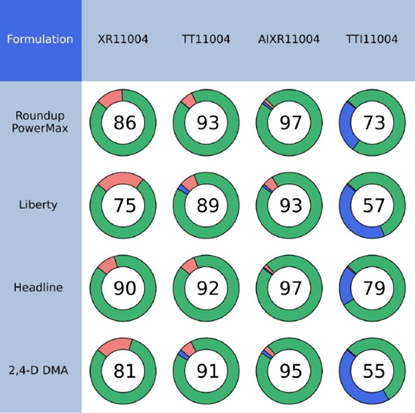 Formulation XR11004 TT11004 AIXR11004 TTI11004
Roundup
PowerMax
86 93 97 73
Liberty 75 89 93 57
Headline 90 92 97 79
2,4-D DMA 81 91 95 55